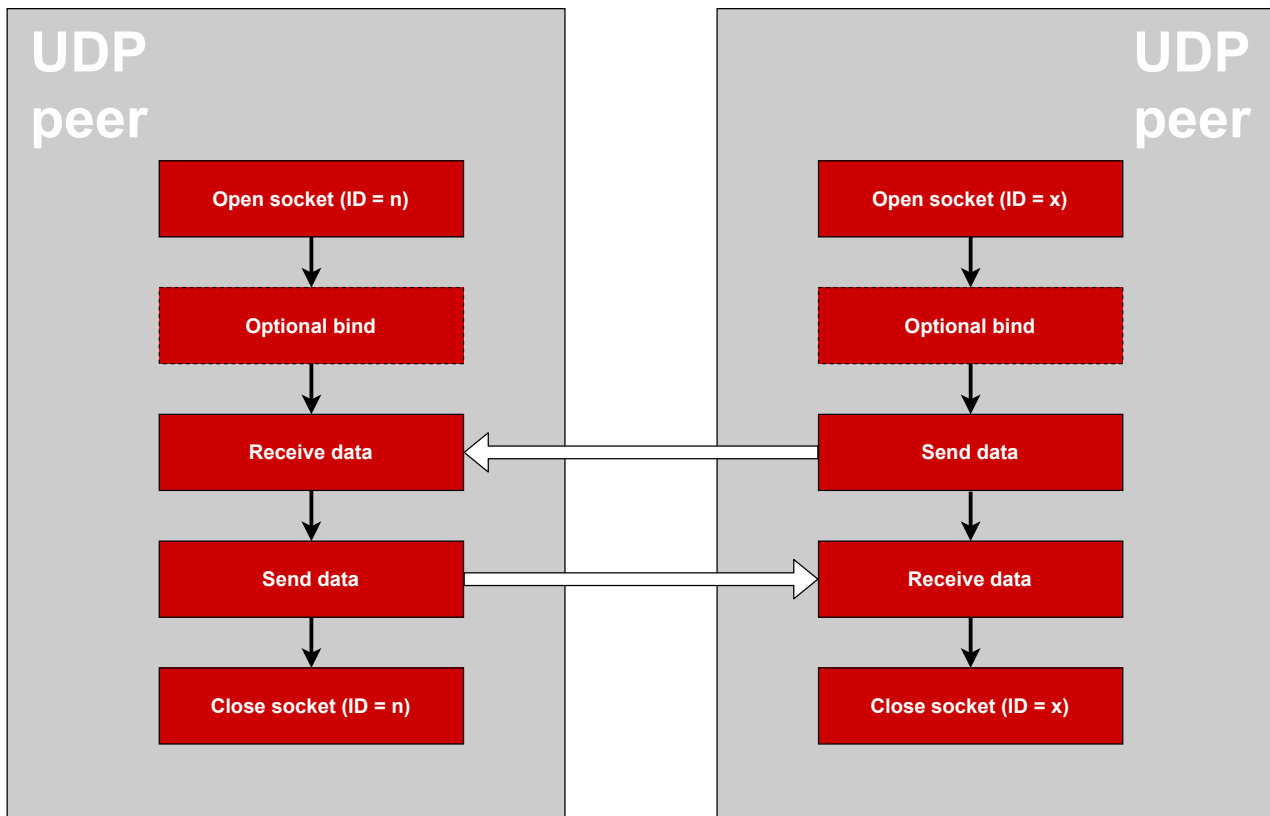 UDP
peer
Open socket (ID = n)
Optional bind
Receive data
Send data
Close socket (ID = n)
UDP
peer
Open socket (ID = x)
Optional bind
Send data
Receive data
Close socket (ID = x)